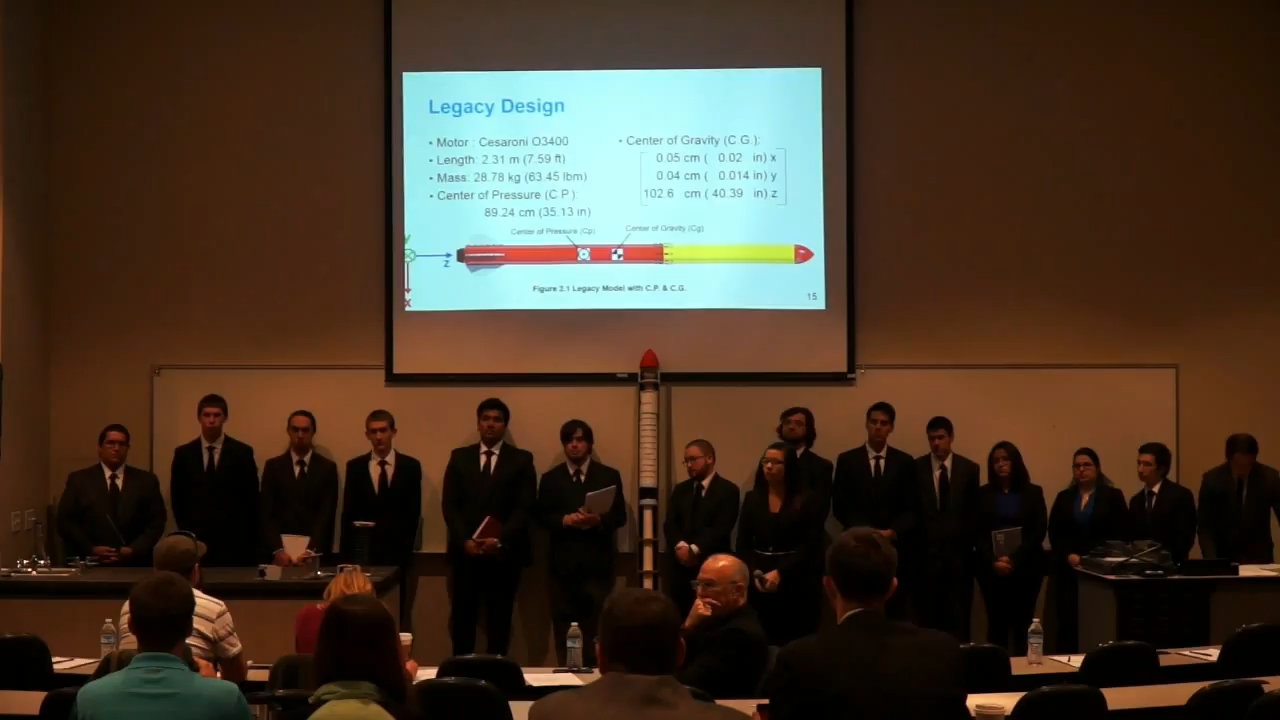 Legacy Design
• Motor : Cesaroni O3400
• Length: 2.31 m (7.59 ft)
• Mass: 28.78 kg (63.45 lbm)
• Center of Pressure (C.P.):
89.24 cm (35.13 in)
• Center of Gravity (C.G.):
0.05 cm ( 0.02 in) x
0.04 cm ( 0.014 in) y
102.6 cm ( 40.39 in) z
Center of Pressure (Cp)
Center of Gravity (Cg)
Y
Z
X
Figure 2.1 Legacy Model with C.P. & C.G.
15